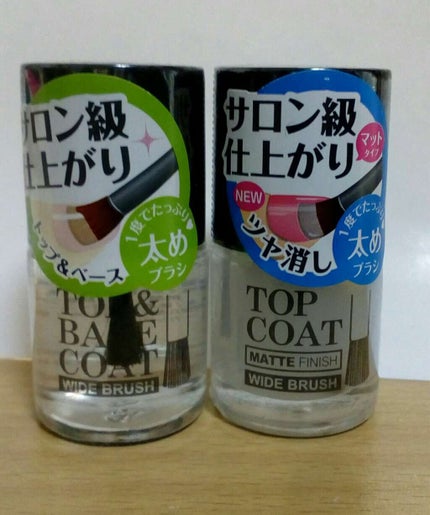 サロン級
仕上がり
1度でたっぷり
太め
ブラシ
トップ&ベース
TOP&
BASE
COAT
WIDE BRUSH
サロン級
仕上がり
マット
タイプ
NEW
ツヤ消し
1度でたっぷり
太め
ブラシ
TOP
COAT
MATTE FINISH
WIDE BRUSH